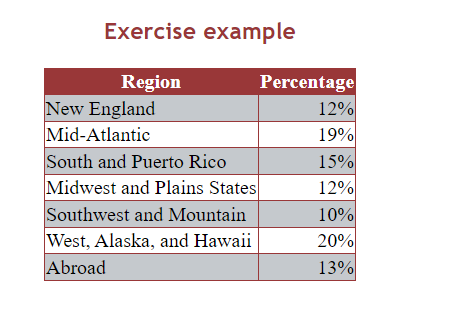 Exercise example
Region Percentage
New England 12%
Mid-Atlantic 19%
South and Puerto Rico 15%
Midwest and Plains States 12%
Southwest and Mountain 10%
West, Alaska, and Hawaii 20%
Abroad 13%